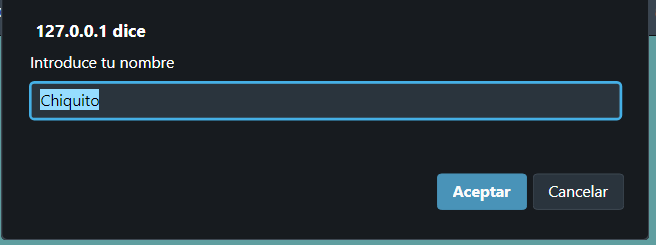 127.0.0.1 dice
Introduce tu nombre
Chiquito
Aceptar Cancelar